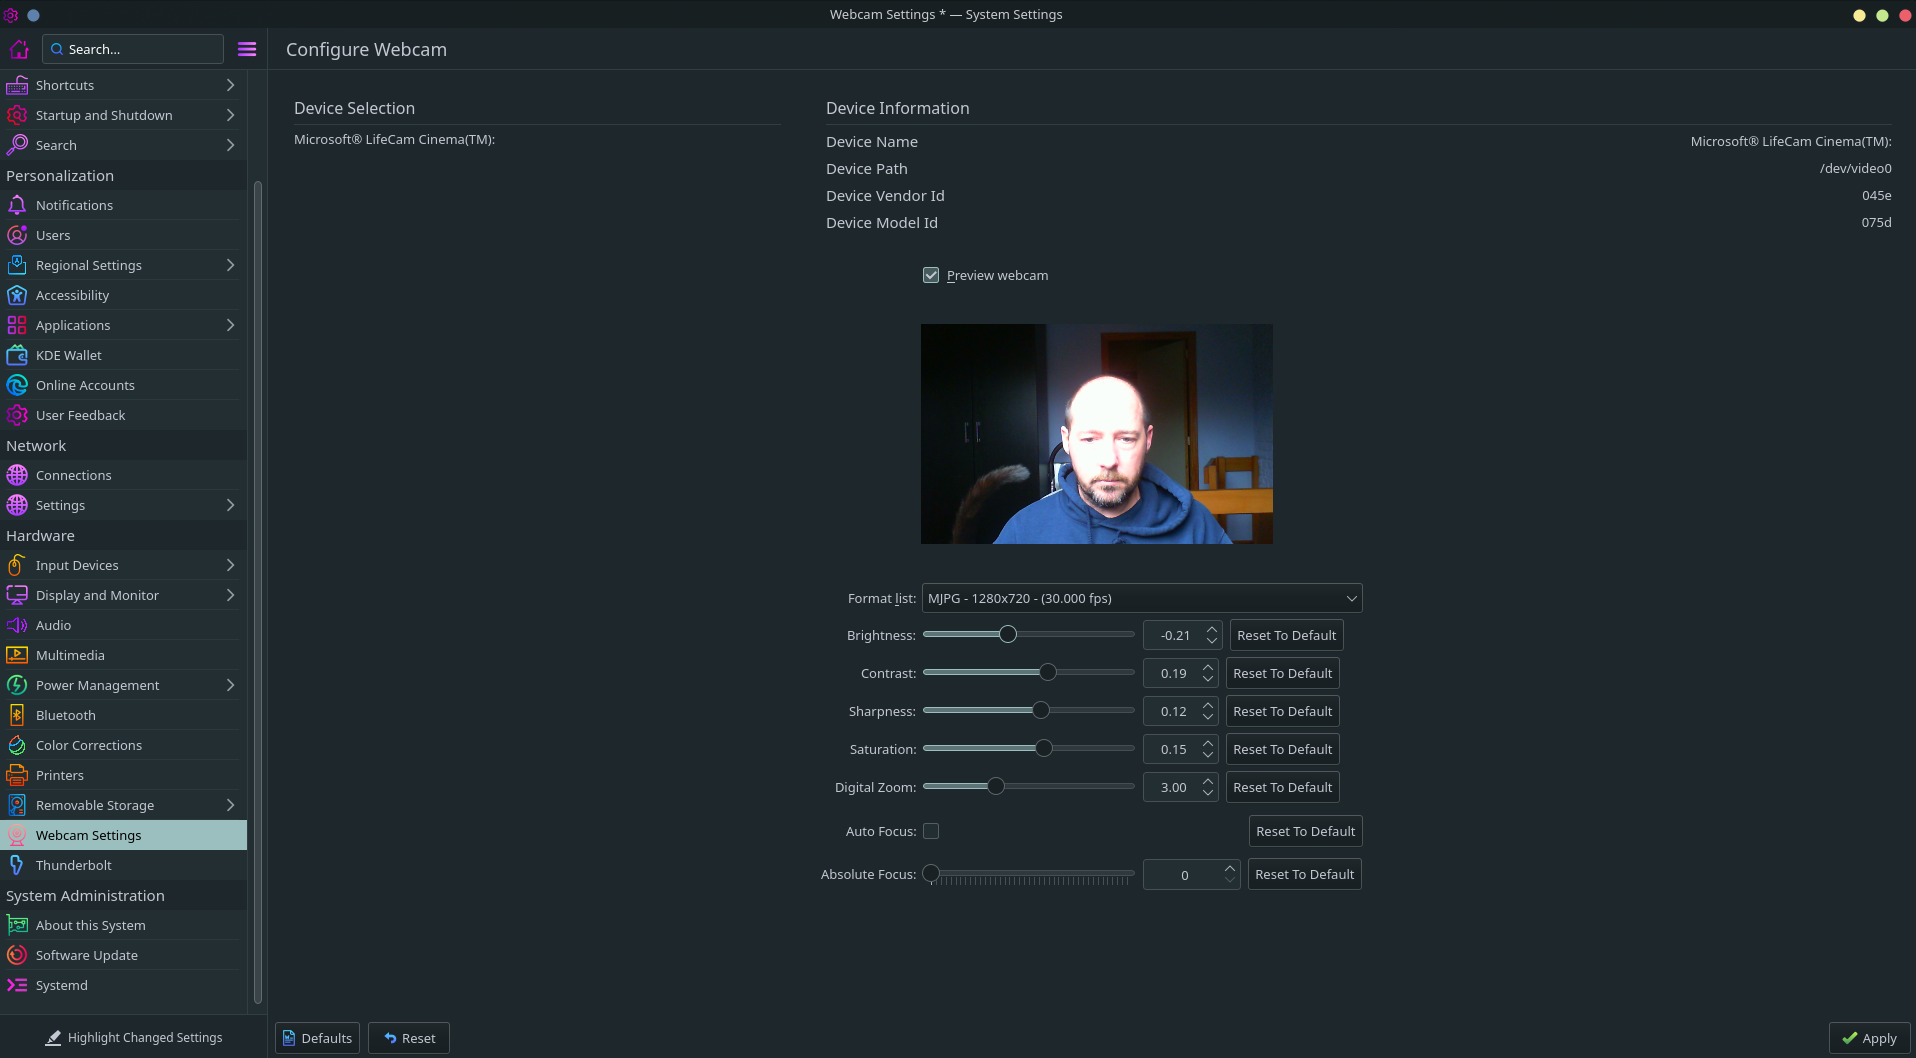 Webcam Settings * — System Settings
Search...
Configure Webcam
Shortcuts
Startup and Shutdown
Search
Personalization
Notifications
Users
Regional Settings
Accessibility
Applications
KDE Wallet
Online Accounts
User Feedback
Network
Connections
Settings
Hardware
Input Devices
Display and Monitor
Audio
Multimedia
Power Management
Bluetooth
Color Corrections
Printers
Removable Storage
Webcam Settings
Thunderbolt
System Administration
About this System
Software Update
Systemd
Highlight Changed Settings
Device Selection
Microsoft® LifeCam Cinema(TM):
Device Information
Device Name Microsoft® LifeCam Cinema(TM):
Device Path /dev/video0
Device Vendor Id 045e
Device Model Id 075d
Preview webcam
Format list: MJPG - 1280x720 - (30.000 fps)
Brightness: -0.21 Reset To Default
Contrast: 0.19 Reset To Default
Sharpness: 0.12 Reset To Default
Saturation: 0.15 Reset To Default
Digital Zoom: 3.00 Reset To Default
Auto Focus: Reset To Default
Absolute Focus: 0 Reset To Default
Defaults Reset Apply